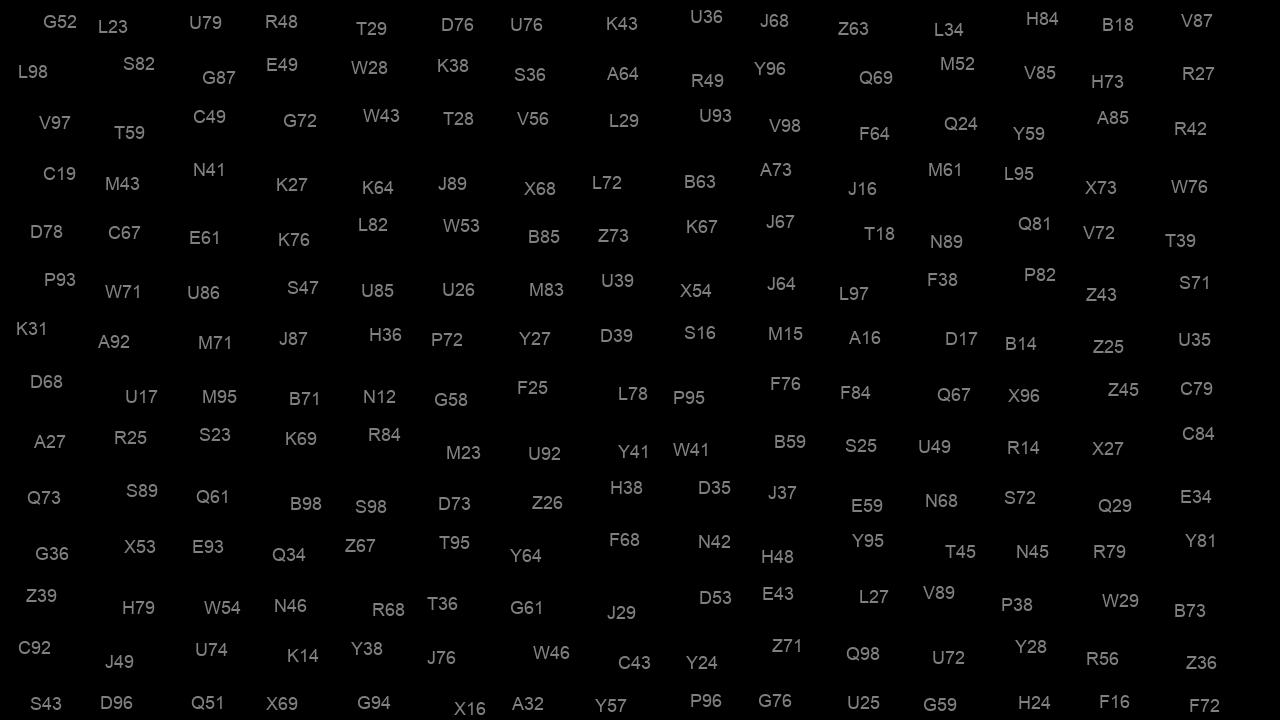 G52 L23 U79 R48 T29 D76 U76 K43 U36 J68 Z63 L34 H84 B18 V87
L98 S82 G87 E49 W28 K38 S36 A64 R49 Y96 Q69 M52 V85 H73 R27
V97 T59 C49 G72 W43 T28 V56 L29 U93 V98 F64 Q24 Y59 A85 R42
C19 M43 N41 K27 K64 J89 X68 L72 B63 A73 J16 M61 L95 X73 W76
D78 C67 E61 K76 L82 W53 B85 Z73 K67 J67 T18 N89 Q81 V72 T39
P93 W71 U86 S47 U85 U26 M83 U39 X54 J64 L97 F38 P82 Z43 S71
K31 A92 M71 J87 H36 P72 Y27 D39 S16 M15 A16 D17 B14 Z25 U35
D68 U17 M95 B71 N12 G58 F25 L78 P95 F76 F84 Q67 X96 Z45 C79
A27 R25 S23 K69 R84 M23 U92 Y41 W41 B59 S25 U49 R14 X27 C84
Q73 S89 Q61 B98 S98 D73 Z26 H38 D35 J37 E59 N68 S72 Q29 E34
G36 X53 E93 Q34 Z67 T95 Y64 F68 N42 H48 Y95 T45 N45 R79 Y81
Z39 H79 W54 N46 R68 T36 G61 J29 D53 E43 L27 V89 P38 W29 B73
C92 J49 U74 K14 Y38 J76 W46 C43 Y24 Z71 Q98 U72 Y28 R56 Z36
S43 D96 Q51 X69 G94 X16 A32 Y57 P96 G76 U25 G59 H24 F16 F72